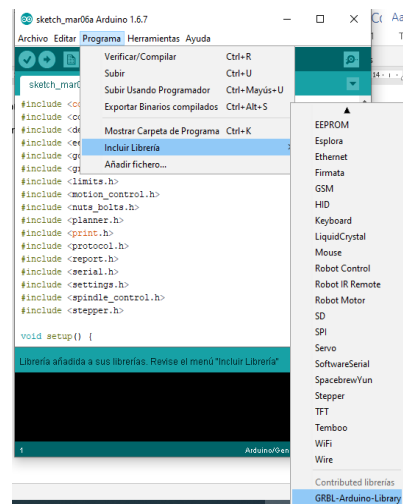 sketch_mar06a Arduino 1.6.7
Archivo Editar Programa Herramientas Ayuda
Verificar/Compilar Ctrl+R
Subir Ctrl+U
Subir Usando Programador Ctrl+Mayús+U
Exportar Binarios compilados Ctrl+Alt+S
Mostrar Carpeta de Programa Ctrl+K
Incluir Librería
Añadir fichero...
#include <
#include <
#include <
#include <
#include <
#include <
#include <limits.h>
#include <motion_control.h>
#include <nuts_bolts.h>
#include <planner.h>
#include <print.h>
#include <protocol.h>
#include <report.h>
#include <serial.h>
#include <settings.h>
#include <spindle_control.h>
#include <stepper.h>
void setup() {
Librería añadida a sus librerías. Revise el menú "Incluir Librería"
1
EEPROM
Esplora
Ethernet
Firmata
GSM
HID
Keyboard
LiquidCrystal
Mouse
Robot Control
Robot IR Remote
Robot Motor
SD
SPI
Servo
SoftwareSerial
SpacebrewYun
Stepper
TFT
Temboo
WiFi
Wire
Contributed librerías
GRBL-Arduino-Library